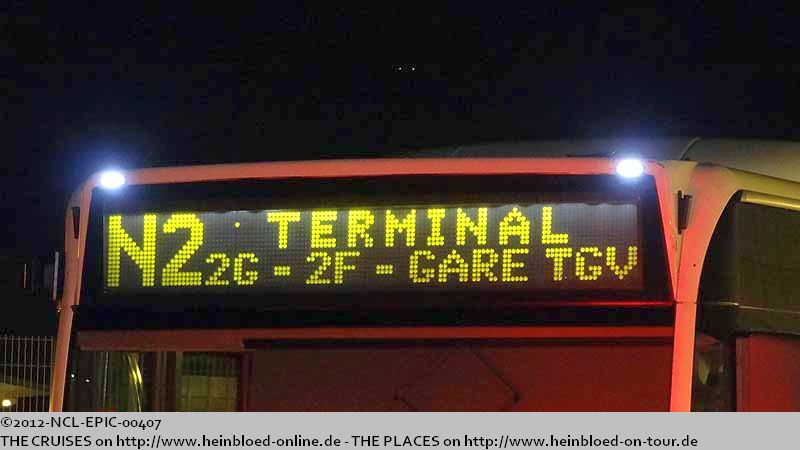 N2 TERMINAL
2G - 2F - GARE TGV
©2012-NCL-EPIC-00407
THE CRUISES on http://www.heinbloed-online.de - THE PLACES on http://www.heinbloed-on-tour.de